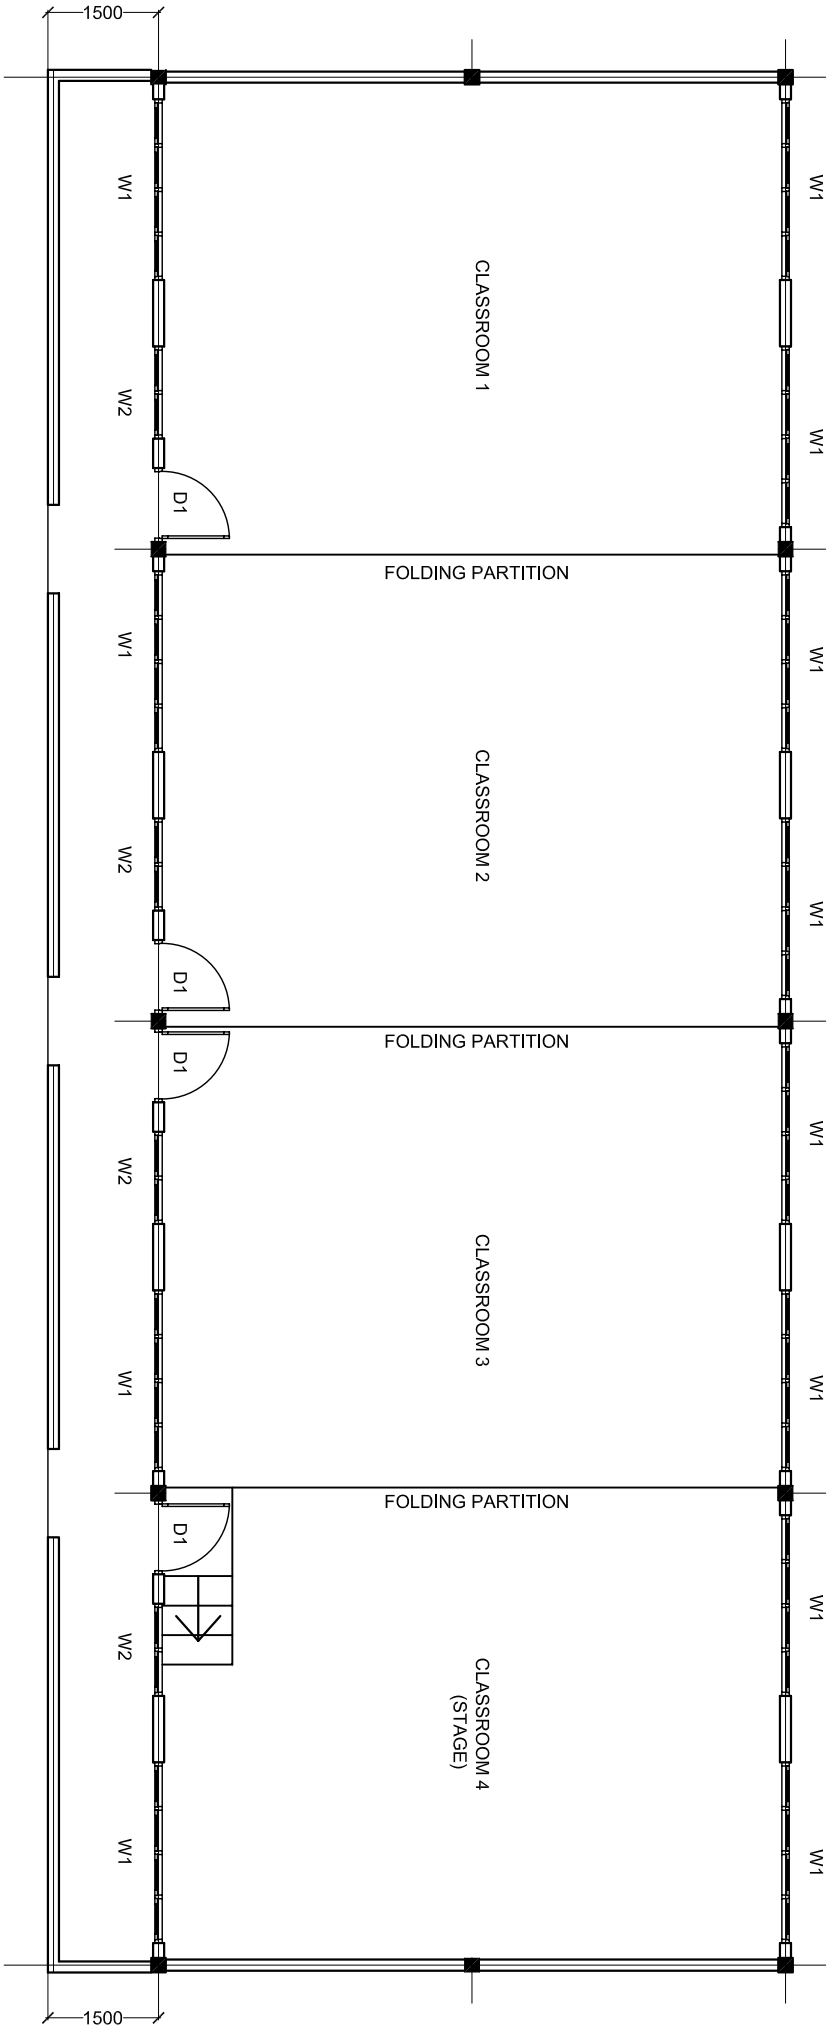 1500
W1
W1
CLASSROOM 1
W2
W1
D1
FOLDING PARTITION
W1
W1
CLASSROOM 2
W2
W1
D1
FOLDING PARTITION
D1
W1
W2
CLASSROOM 3
W1
W1
FOLDING PARTITION
D1
W1
W2
CLASSROOM 4
(STAGE)
W1
W1
1500